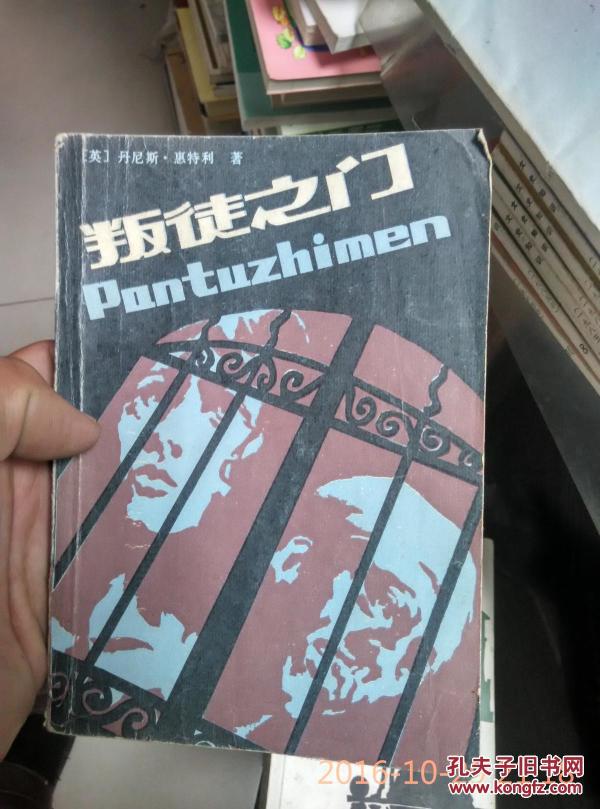 [英] 丹尼斯·惠特利 著
叛徒之门
Pantuzhimen
孔夫子旧书网
www.kongfz.com